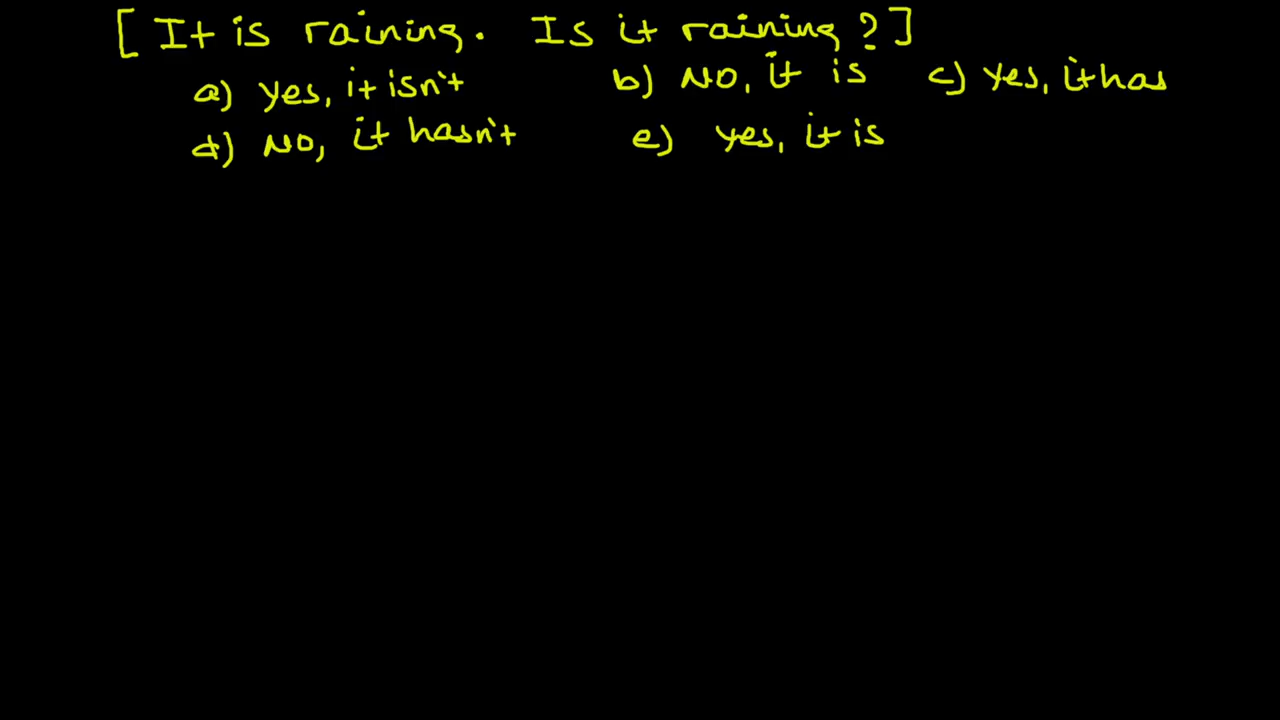 [ It is raining. Is it raining? ]
a) yes, it isn't b) NO, it is c) yes, it has
d) NO, it hasn't e) yes, it is